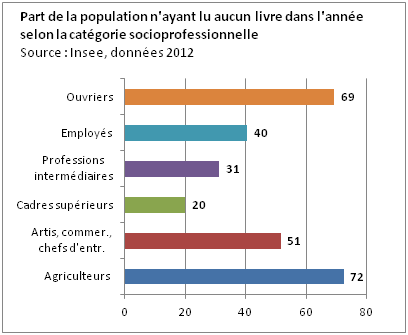 Part de la population n'ayant lu aucun livre dans l'année
selon la catégorie socioprofessionnelle
Source : Insee, données 2012
Ouvriers 69
Employés 40
Professions
intermédiaires 31
Cadres supérieurs 20
Artis, commer.,
chefs d'entr. 51
Agriculteurs 72
0 20 40 60 80